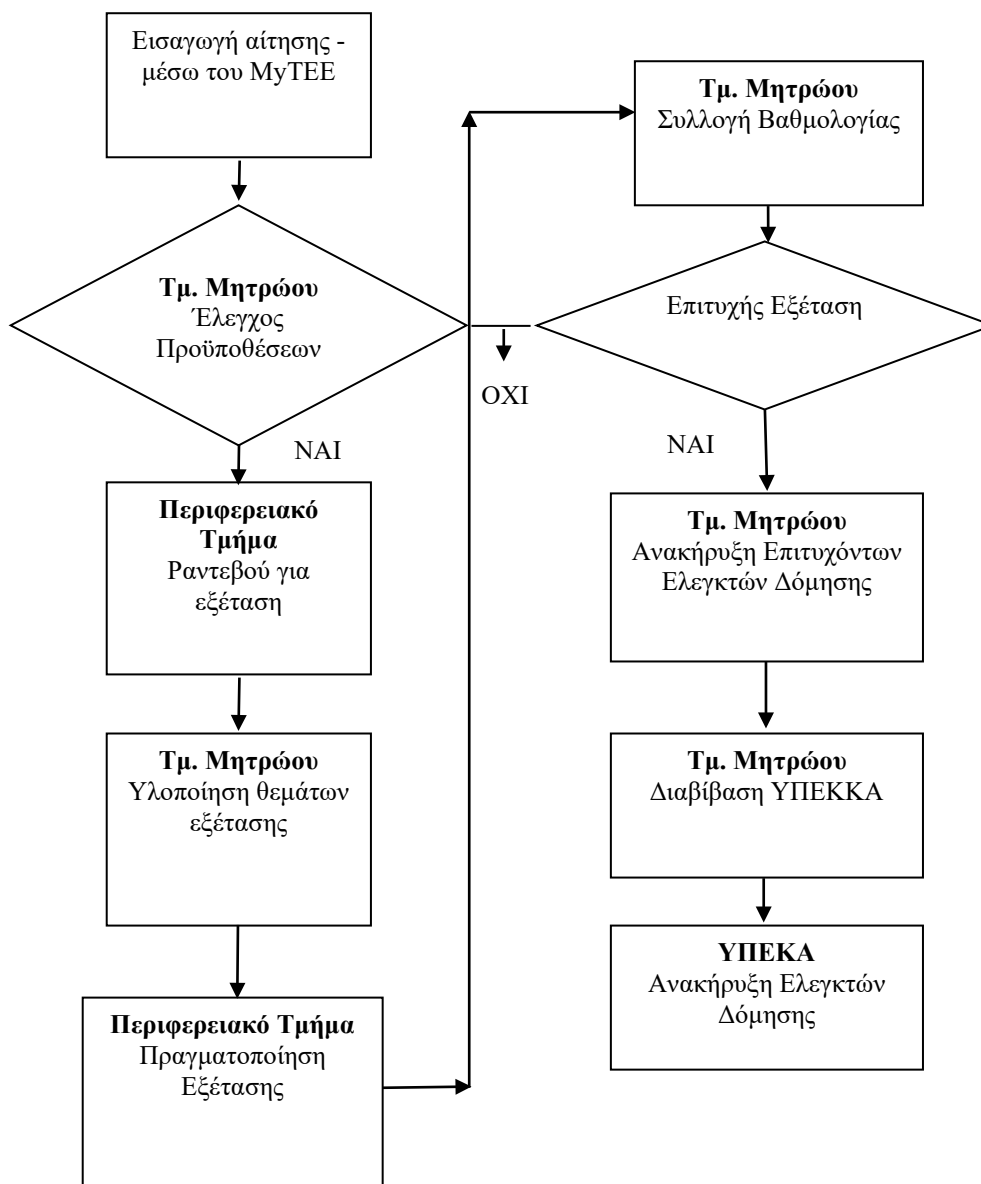 Εισαγωγή αίτησης -
μέσω του MyTEE
Τμ. Μητρώου
Έλεγχος
Προϋποθέσεων
ΝΑΙ
Περιφερειακό
Τμήμα
Ραντεβού για
εξέταση
Τμ. Μητρώου
Υλοποίηση θεμάτων
εξέτασης
Περιφερειακό Τμήμα
Πραγματοποίηση
Εξέτασης
Τμ. Μητρώου
Συλλογή Βαθμολογίας
Επιτυχής Εξέταση
ΟΧΙ
ΝΑΙ
Τμ. Μητρώου
Ανακήρυξη Επιτυχόντων
Ελεγκτών Δόμησης
Τμ. Μητρώου
Διαβίβαση ΥΠΕΚΚΑ
ΥΠΕΚΑ
Ανακήρυξη Ελεγκτών
Δόμησης